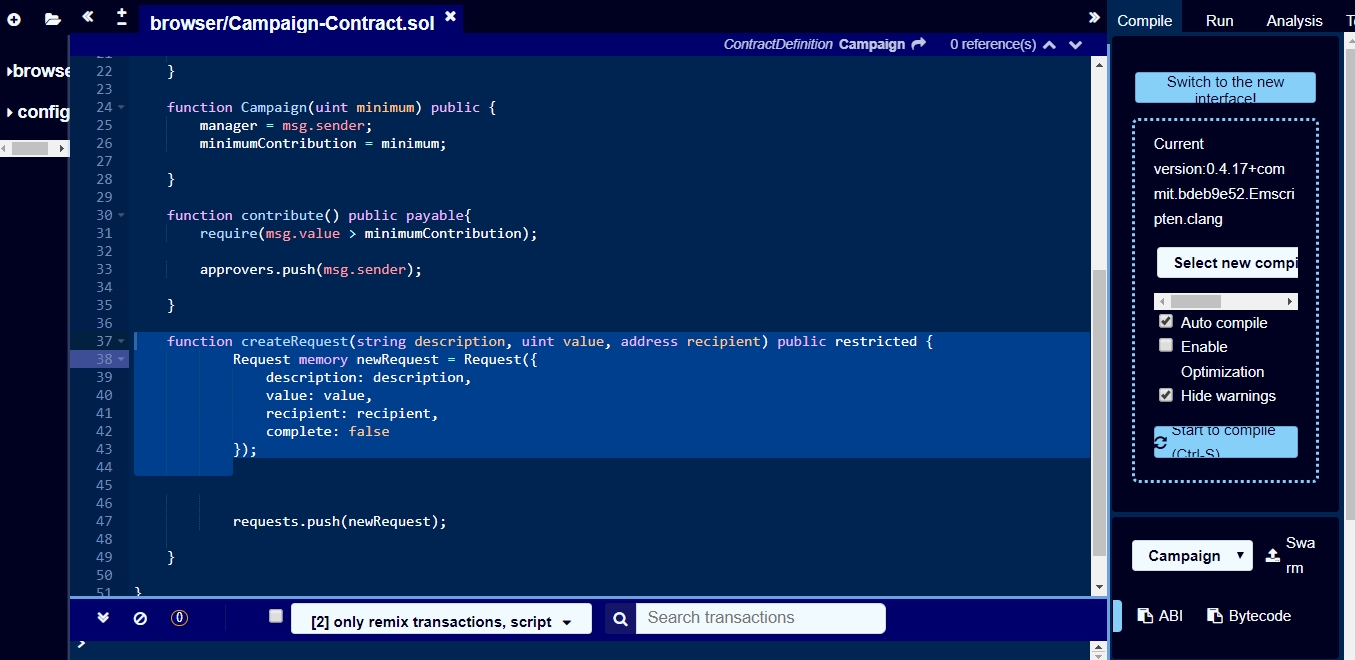 browser/Campaign-Contract.sol
Compile Run Analysis
ContractDefinition Campaign 0 reference(s)
browse
config
22 }
23
24 function Campaign(uint minimum) public {
25 manager = msg.sender;
26 minimumContribution = minimum;
27
28 }
29
30 function contribute() public payable{
31 require(msg.value > minimumContribution);
32
33 approvers.push(msg.sender);
34
35 }
36
37 function createRequest(string description, uint value, address recipient) public restricted {
38 Request memory newRequest = Request({
39 description: description,
40 value: value,
41 recipient: recipient,
42 complete: false
43 });
44
45
46
47 requests.push(newRequest);
48
49 }
50
51 }
[2] only remix transactions, script
Search transactions
0
Switch to the new
interface!
Current
version:0.4.17+com
mit.bdeb9e52.Emscri
pten.clang
Select new compi
Auto compile
Enable
Optimization
Hide warnings
Start to compile
(Ctrl-S)
Campaign
Swa
rm
ABI Bytecode